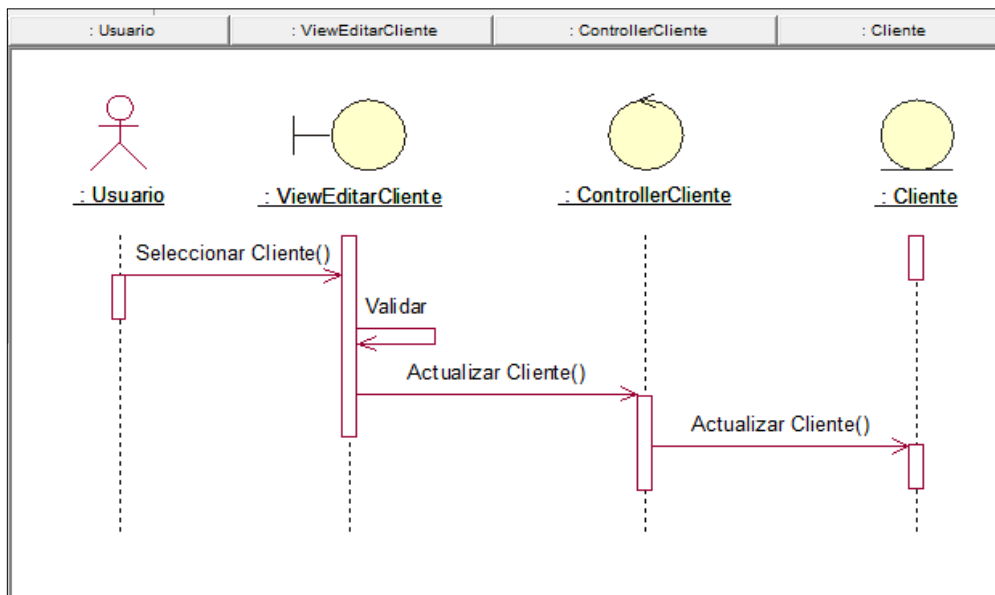 : Usuario
: ViewEditarCliente
: ControllerCliente
: Cliente
: Usuario
: ViewEditarCliente
: ControllerCliente
: Cliente
Seleccionar Cliente()
Validar
Actualizar Cliente()
Actualizar Cliente()